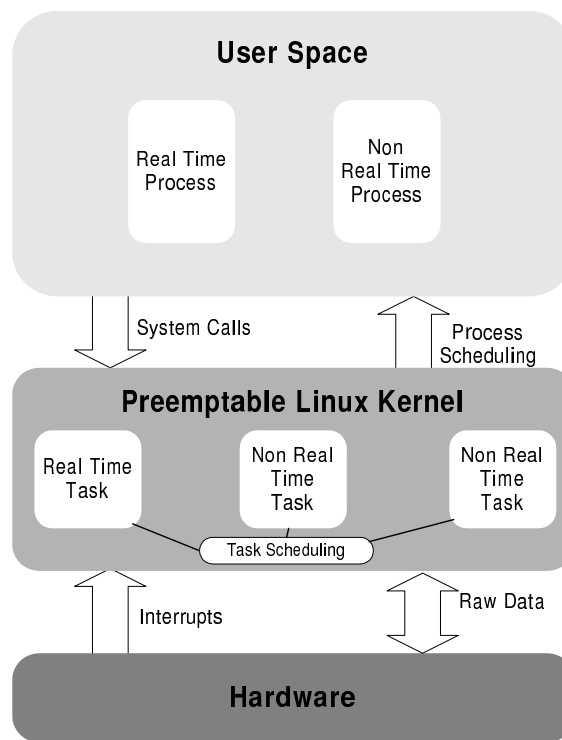 User Space
Real Time
Process
Non
Real Time
Process
System Calls
Process
Scheduling
Preemptable Linux Kernel
Real Time
Task
Non Real
Time
Task
Non Real
Time
Task
Task Scheduling
Interrupts
Raw Data
Hardware